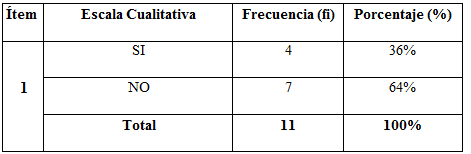 Ítem Escala Cualitativa Frecuencia (fi) Porcentaje (%)
SI 4 36%
1
NO 7 64%
Total 11 100%